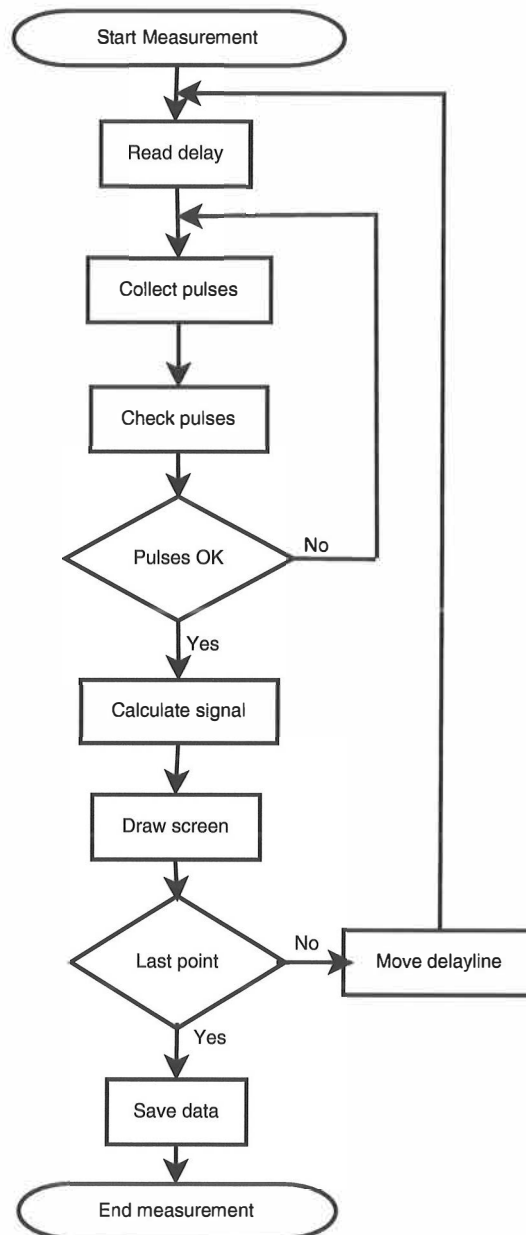 Start Measurement
Read delay
Collect pulses
Check pulses
Pulses OK
No
Yes
Calculate signal
Draw screen
Last point
No
Move delayline
Yes
Save data
End measurement